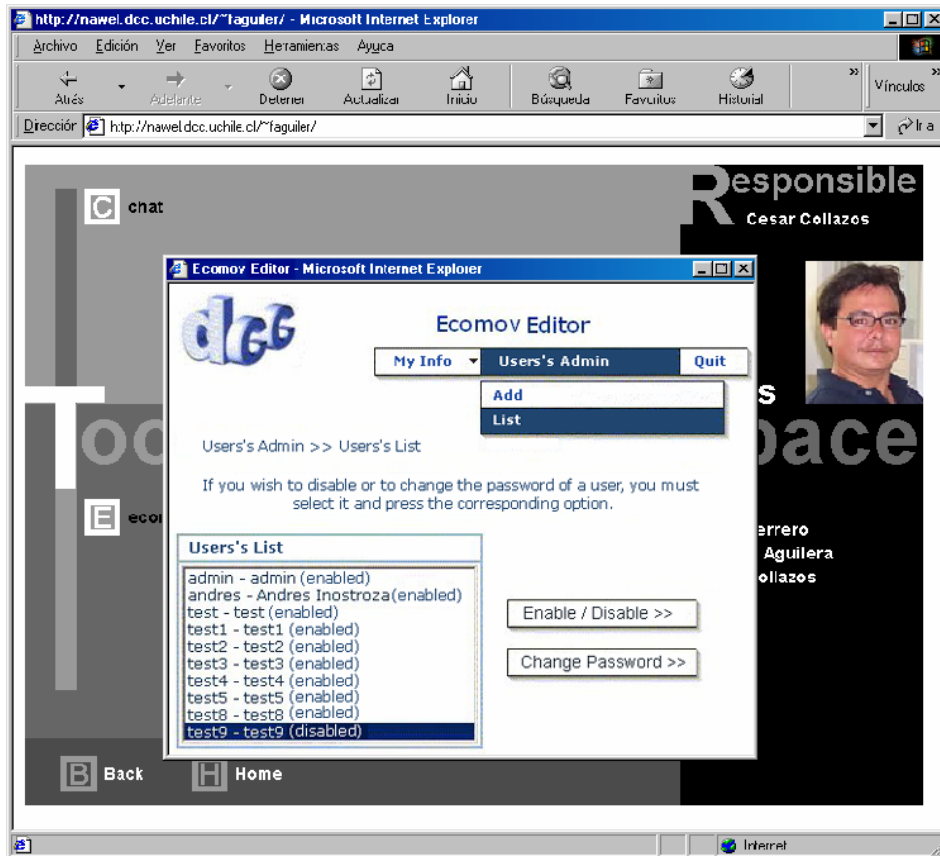 http://nawel.dcc.uchile.cl/~faguiler/ - Microsoft Internet Explorer
Archivo Edición Ver Favoritos Herramientas Ayuda
Atrás Adelante Detener Actualizar Inicio Búsqueda Favoritos Historial » Vínculos »
Dirección http://nawel.dcc.uchile.cl/~faguiler/ Ir a
Responsible
Cesar Collazos
C chat
Ecomov Editor - Microsoft Internet Explorer
dcc
Ecomov Editor
My Info Users's Admin Quit
Add
List
s
Too
pace
Users's Admin >> Users's List
If you wish to disable or to change the password of a user, you must
select it and press the corresponding option.
E econ
errero
Aguilera
ollazos
Users's List
admin - admin (enabled)
andres - Andres Inostroza(enabled)
test - test (enabled)
test1 - test1 (enabled)
test2 - test2 (enabled)
test3 - test3 (enabled)
test4 - test4 (enabled)
test5 - test5 (enabled)
test8 - test8 (enabled)
test9 - test9 (disabled)
Enable / Disable >>
Change Password >>
B Back H Home
Internet